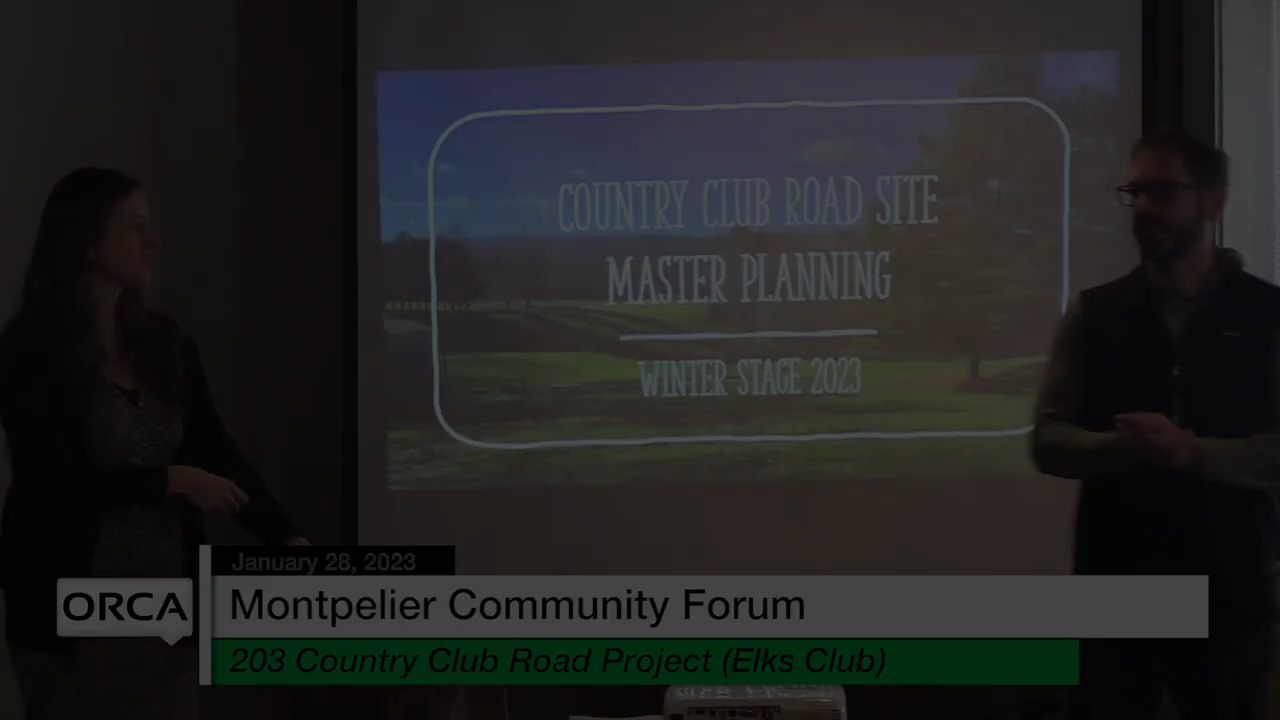 COUNTRY CLUB ROAD SITE
MASTER PLANNING
WINTER STAGE 2023
January 28, 2023
ORCA
Montpelier Community Forum
203 Country Club Road Project (Elks Club)